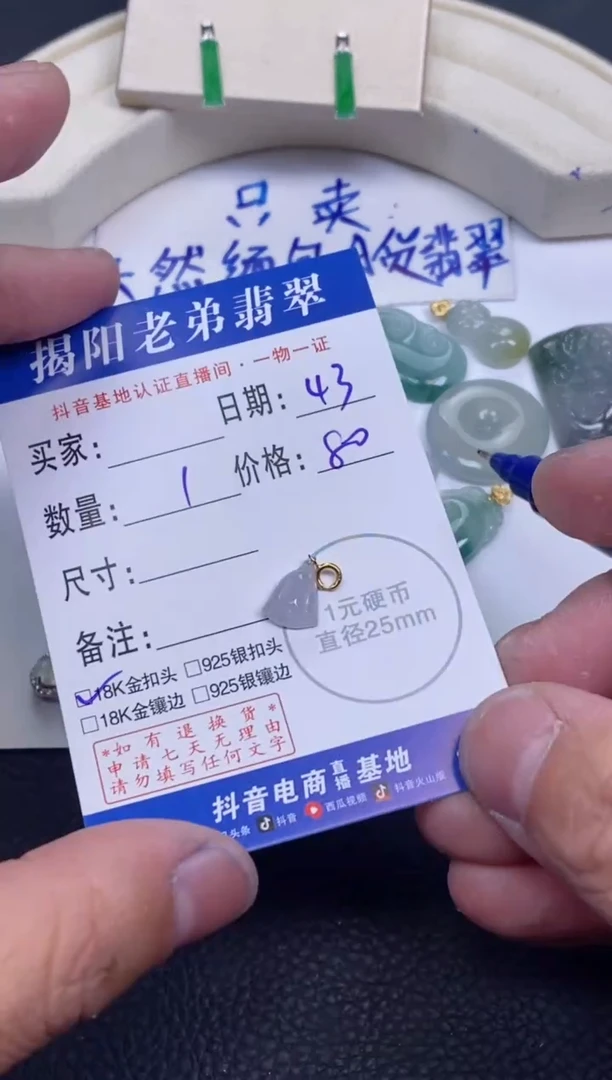 只卖
天然缅甸A货翡翠
揭阳老弟翡翠
抖音基地认证直播间·一物一证
日期: 43
买家:
价格: 80
数量: 1
尺寸:
备注:
1元硬币
直径25mm
☑18K金扣头 □925银扣头
□18K金镶边 □925银镶边
*如有退换货*
申请七天无理由
请勿填写任何文字
抖音电商直播基地
头条 抖音 西瓜视频 抖音火山版